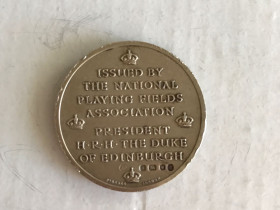 ISSUED BY
THE NATIONAL
PLAYING FIELDS
ASSOCIATION
PRESIDENT
H·R·H·THE DUKE
OF EDINBURGH